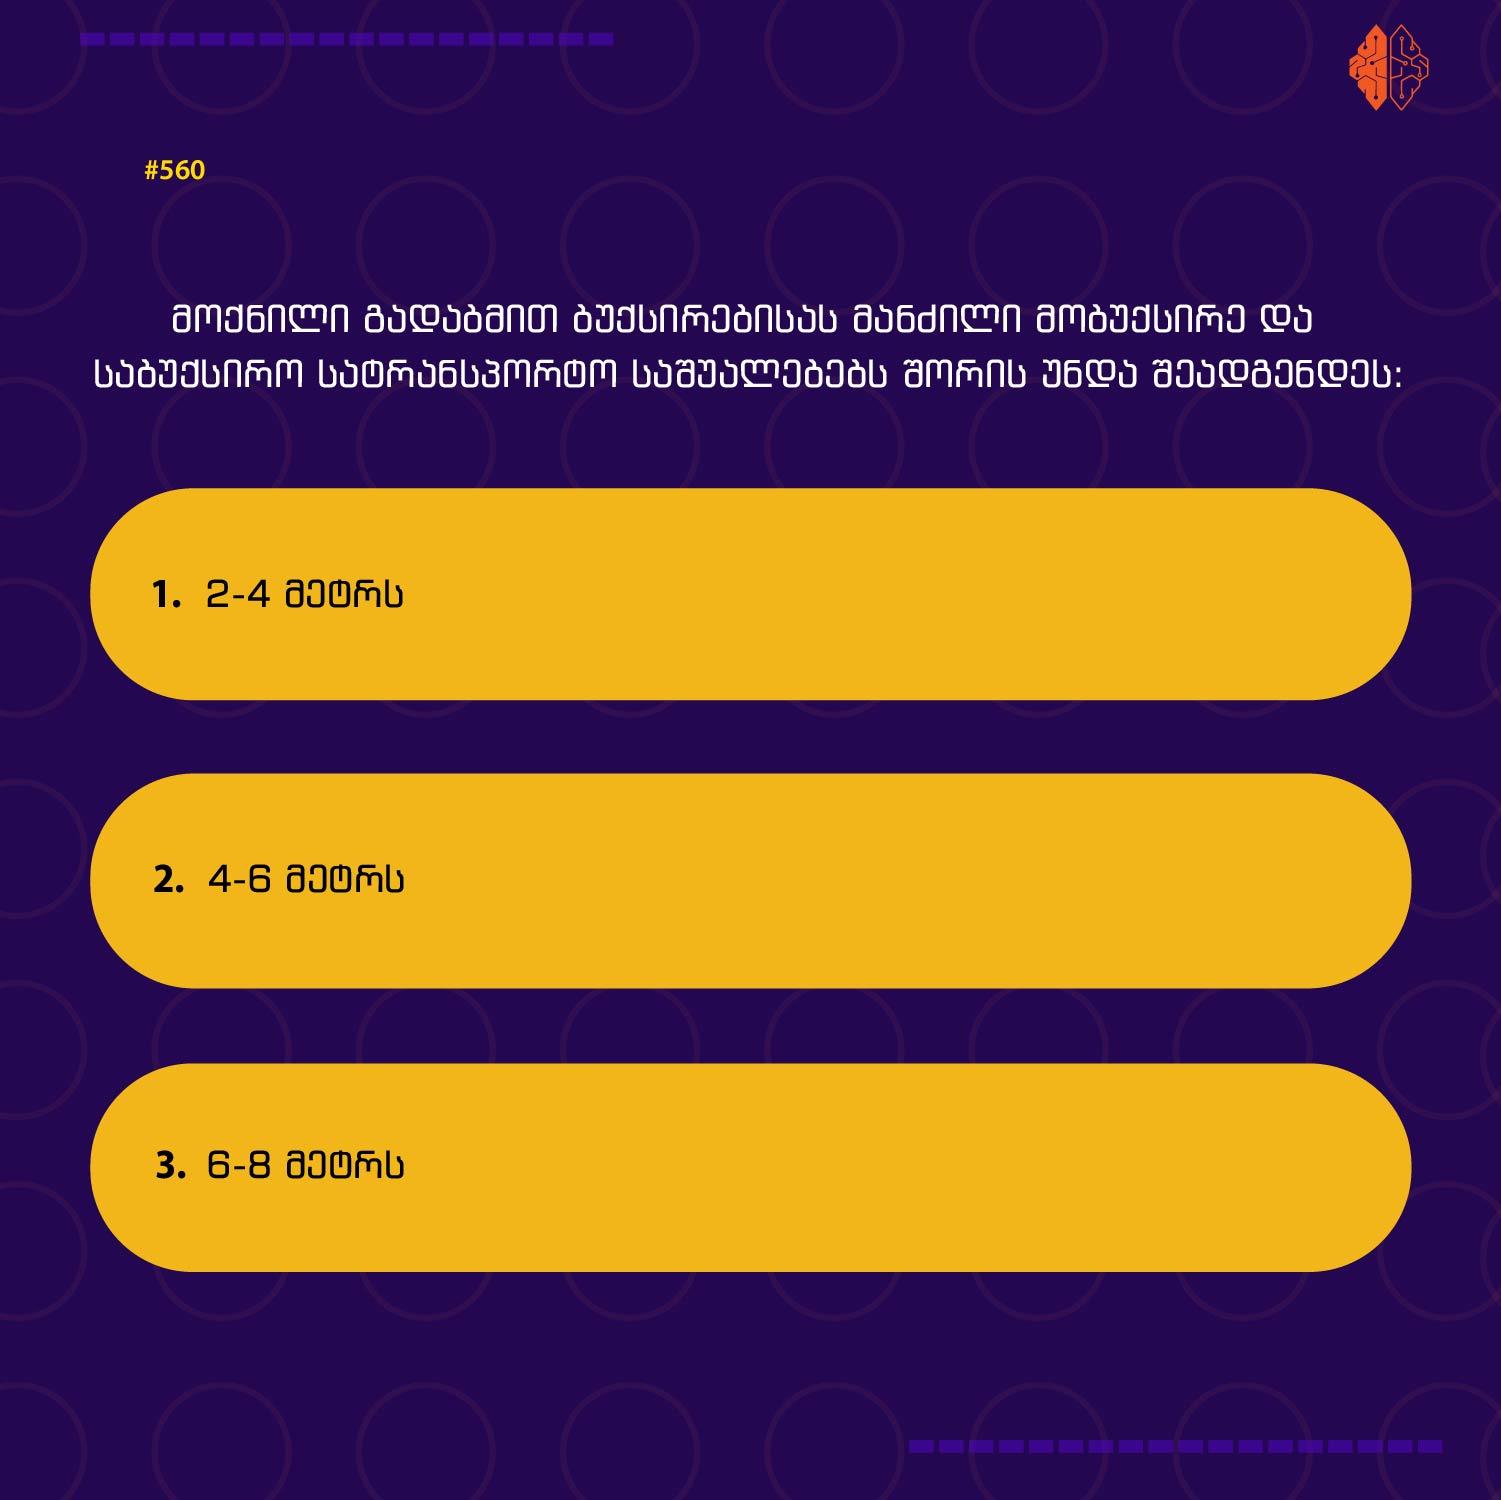 #560
მოქნილი გადაბმით ბუქსირებისას მანძილი მობუქსირე და
საბუქსირო სატრანსპორტო საშუალებებს შორის უნდა შეადგენდეს:
1. 2-4 მეტრს
2. 4-6 მეტრს
3. 6-8 მეტრს